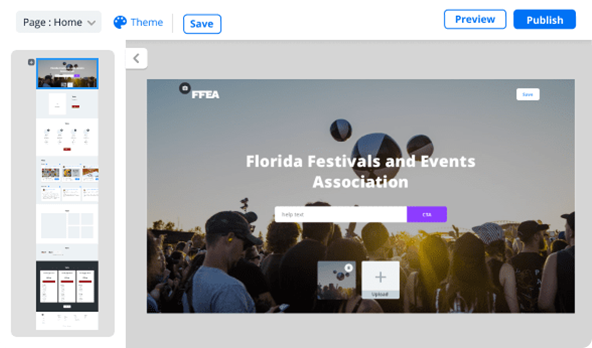 Page : Home
Theme
Save
Preview
Publish
FFEA
Save
Florida Festivals and Events
Association
help text
CTA
Upload